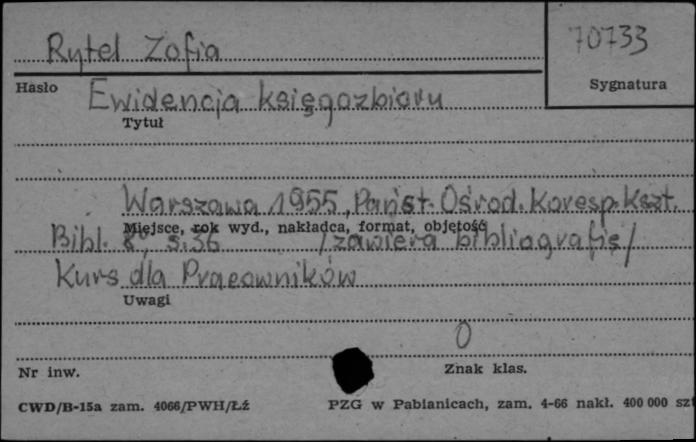 Rytel Zofia
70733
Hasło
Sygnatura
Ewidencja księgozbioru
Tytuł
Warszawa 1955, Państ. Ośrod. Koresp. Kszt.
Miejsce, rok wyd., nakładca, format, objętość
Bibl. 8°, s. 36 /zawiera bibliografię/
Kurs dla Pracowników
Uwagi
0
Nr inw.
Znak klas.
CWD/B-15a zam. 4066/PWH/Łź
PZG w Pabianicach, zam. 4-66 nakł. 400 000 szt